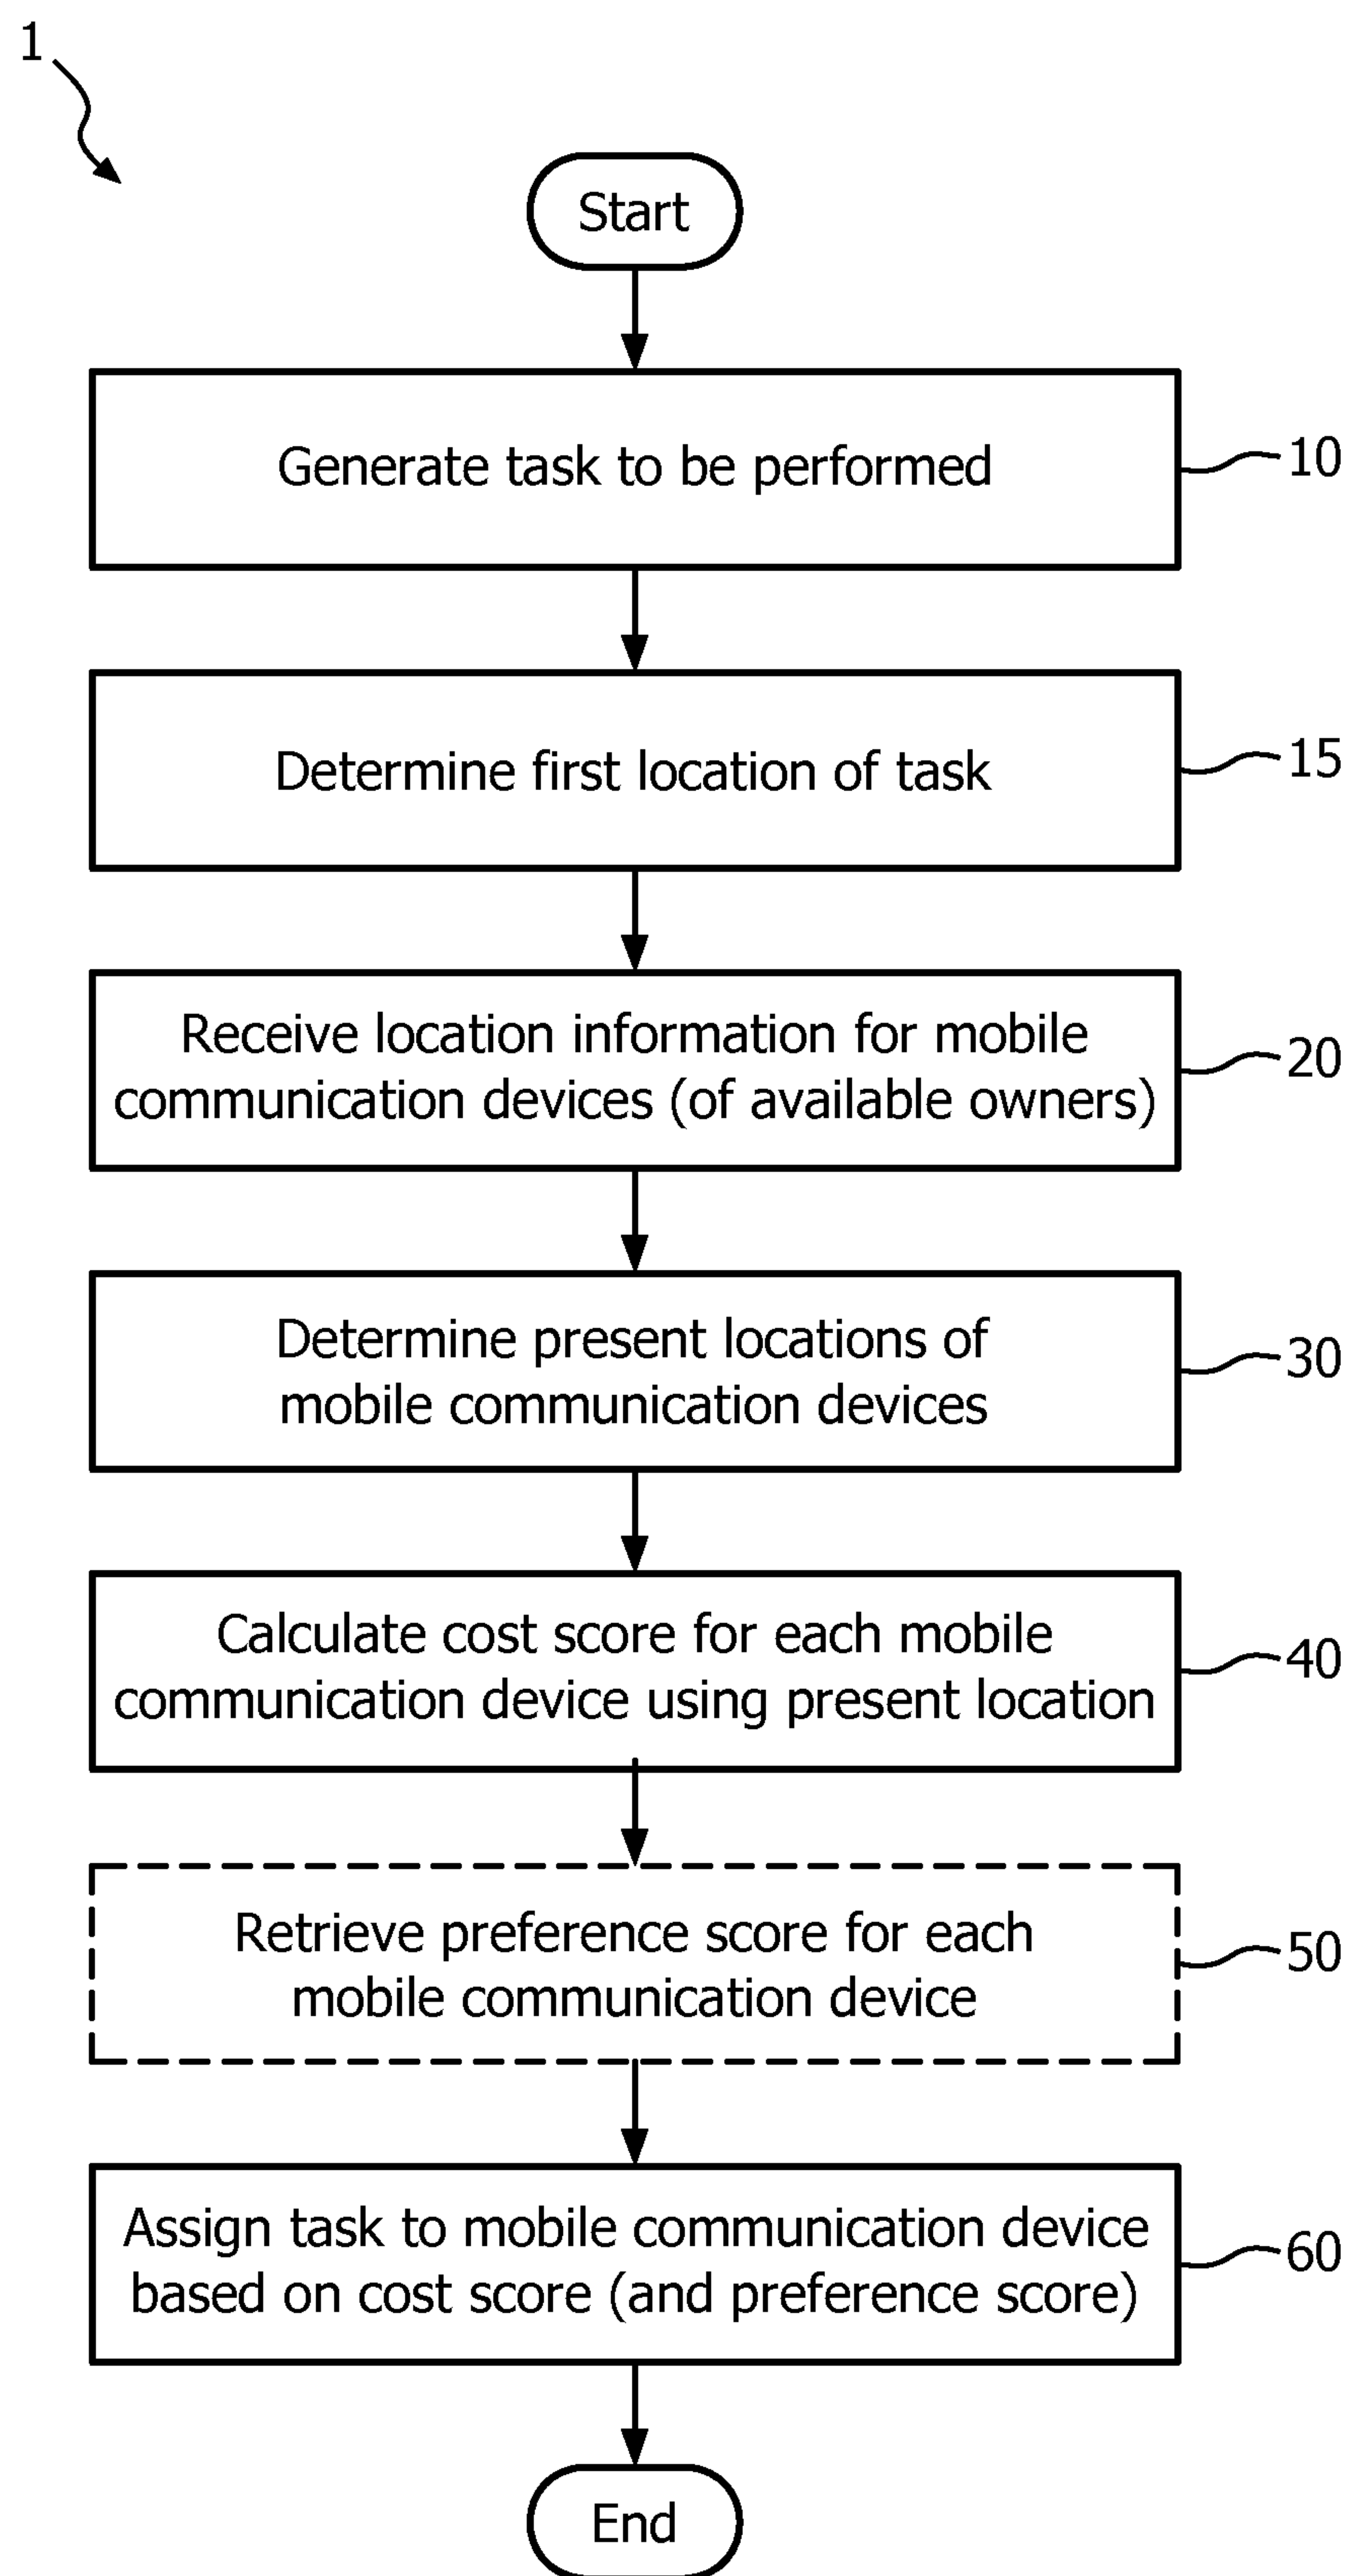 1
Start
Generate task to be performed
10
Determine first location of task
15
Receive location information for mobile
communication devices (of available owners)
20
Determine present locations of
mobile communication devices
30
Calculate cost score for each mobile
communication device using present location
40
Retrieve preference score for each
mobile communication device
50
Assign task to mobile communication device
based on cost score (and preference score)
60
End